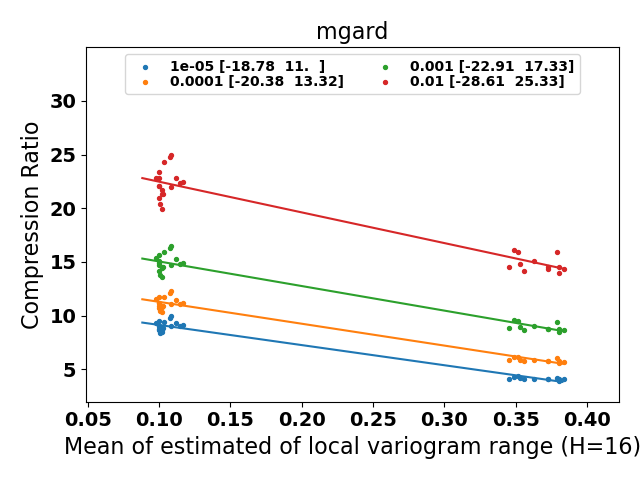 mgard
1e-05 [-18.78  11.  ]
0.0001 [-20.38  13.32]
0.001 [-22.91  17.33]
0.01 [-28.61  25.33]
Compression Ratio
30
25
20
15
10
5
0.05 0.10 0.15 0.20 0.25 0.30 0.35 0.40
Mean of estimated of local variogram range (H=16)